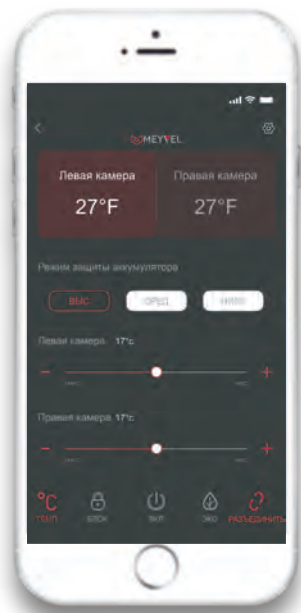 MEYVEL
Левая камера Правая камера
27°F 27°F
Режим защиты аккумулятора
ВЫС. СРЕД. НИЗК.
Левая камера 17°c
- +
Правая камера 17°c
- +
°C
ТЕМП БЛОК ВКЛ ЭКО РАЗЪЕДИНИТЬ